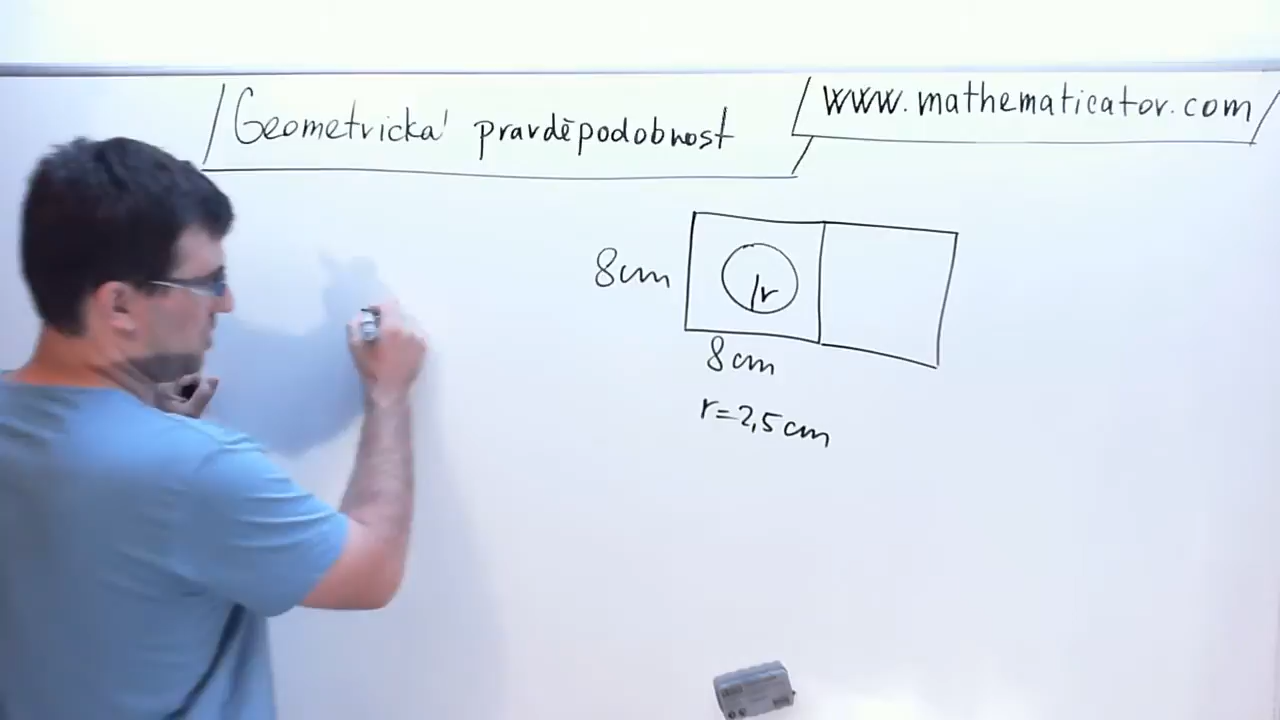 Geometrická pravděpodobnost
www.mathematicator.com
8cm
r
8cm
r=2,5cm